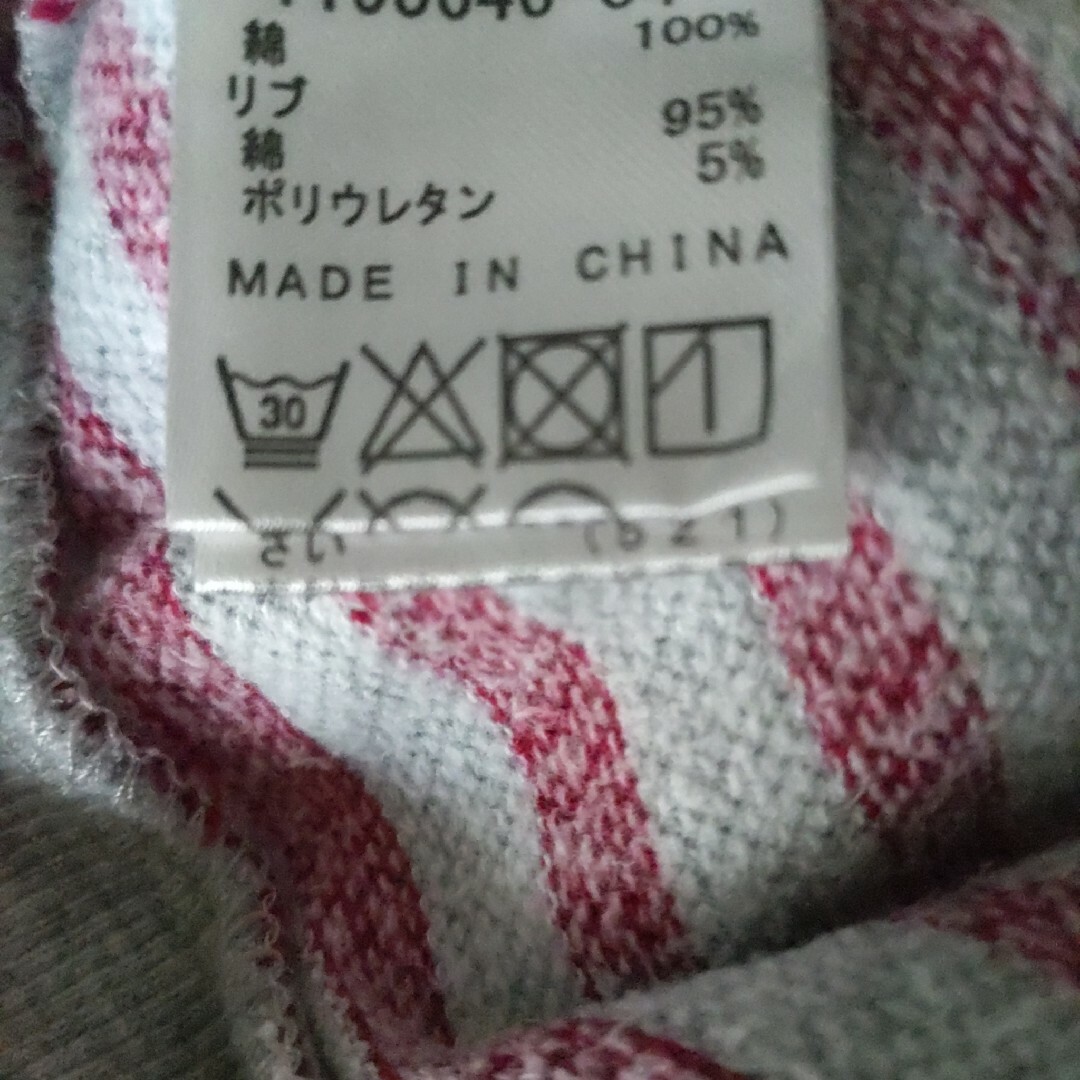 綿 100%
リブ
綿 95%
ポリウレタン 5%
MADE IN CHINA
30
さい (521)